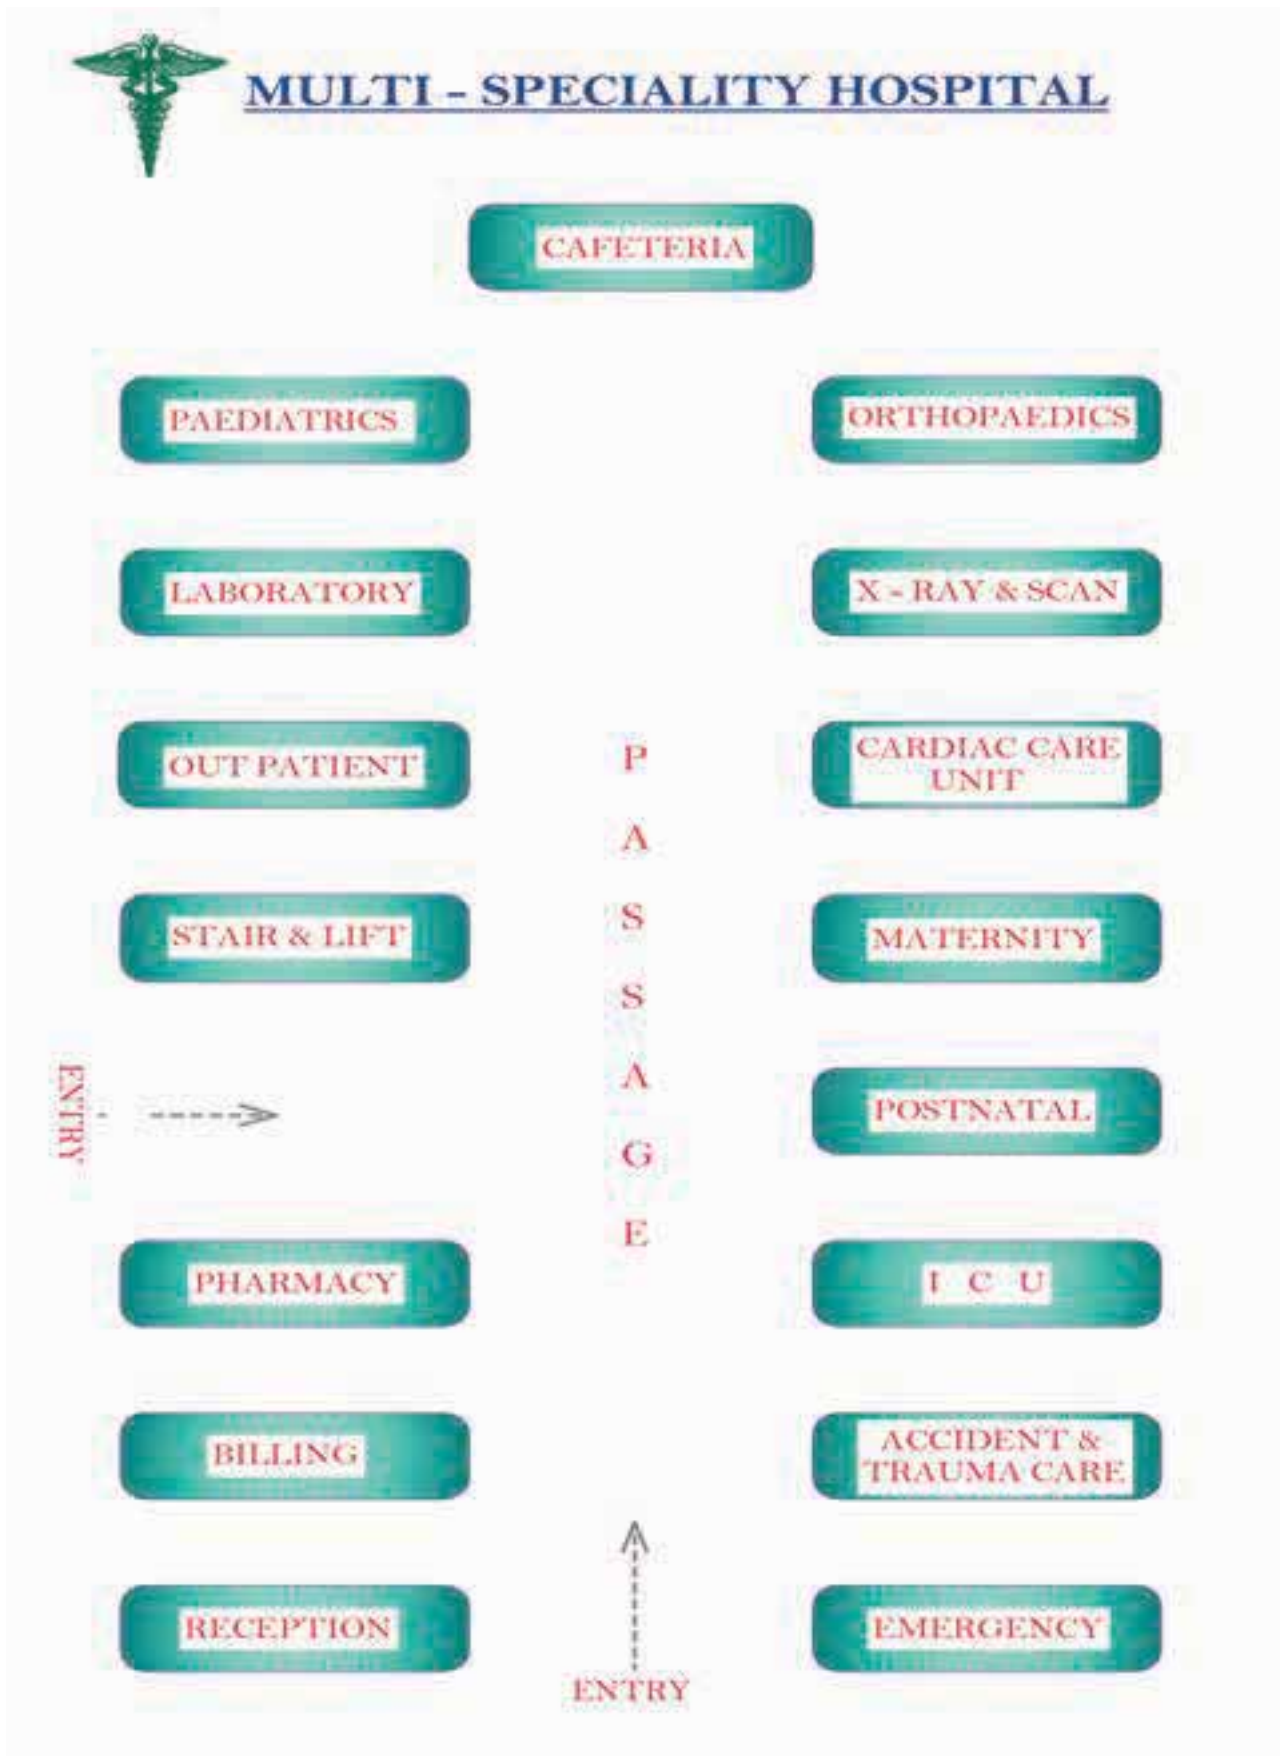 MULTI - SPECIALITY HOSPITAL
CAFETERIA
PAEDIATRICS
ORTHOPAEDICS
LABORATORY
X - RAY & SCAN
OUT PATIENT
CARDIAC CARE
UNIT
STAIR & LIFT
MATERNITY
PASSAGE
ENTRY
POSTNATAL
PHARMACY
I C U
BILLING
ACCIDENT &
TRAUMA CARE
RECEPTION
EMERGENCY
ENTRY